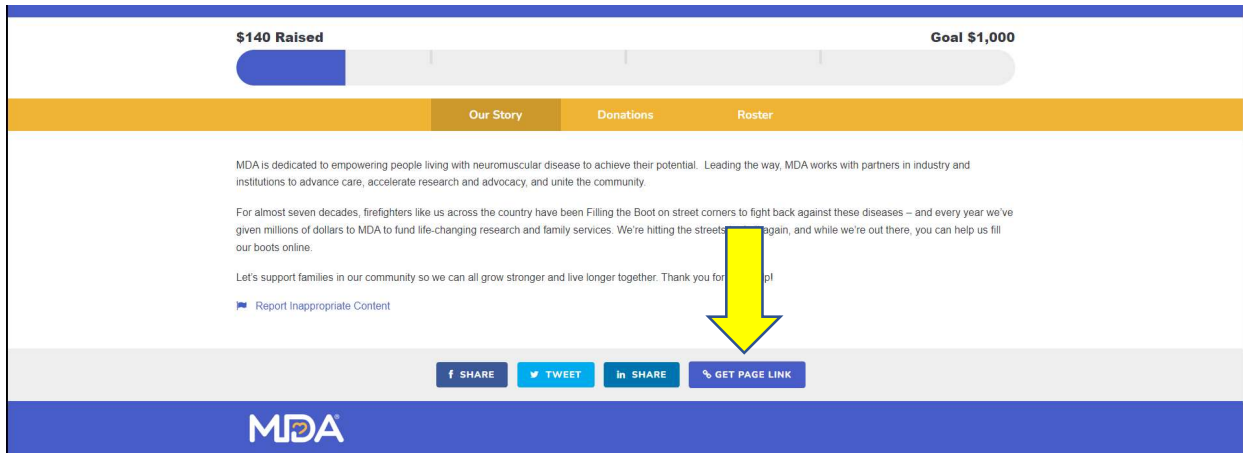 $140 Raised
Goal $1,000
Our Story
Donations
Roster
MDA is dedicated to empowering people living with neuromuscular disease to achieve their potential. Leading the way, MDA works with partners in industry and
institutions to advance care, accelerate research and advocacy, and unite the community.
For almost seven decades, firefighters like us across the country have been Filling the Boot on street corners to fight back against these diseases – and every year we've
given millions of dollars to MDA to fund life-changing research and family services. We're hitting the streets again, and while we're out there, you can help us fill
our boots online.
Let's support families in our community so we can all grow stronger and live longer together. Thank you for
Report Inappropriate Content
f SHARE
TWEET
in SHARE
GET PAGE LINK
MDA